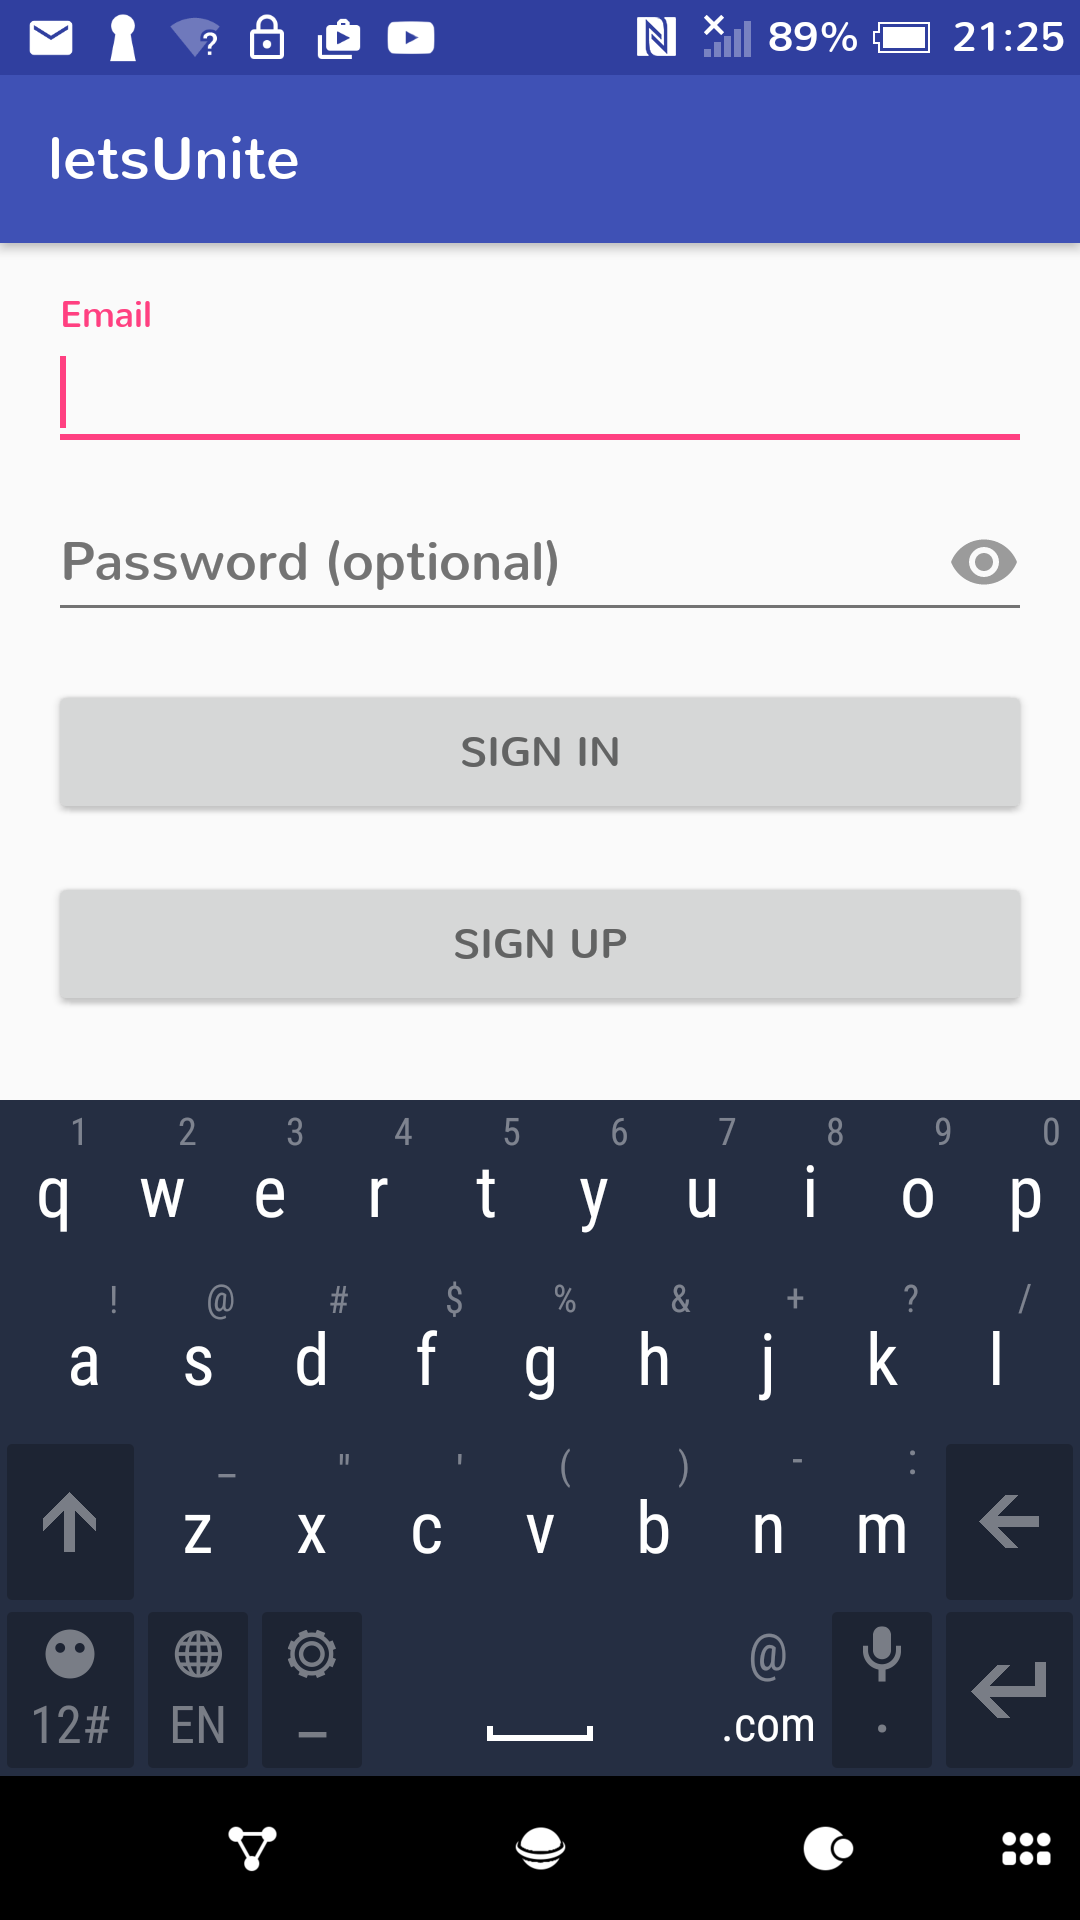 89% 21:25
letsUnite
Email
Password (optional)
SIGN IN
SIGN UP
1 2 3 4 5 6 7 8 9 0
q w e r t y u i o p
! @ # $ % & + ? /
a s d f g h j k l
_ " ' ( ) - :
z x c v b n m
@
12# EN _ .com .